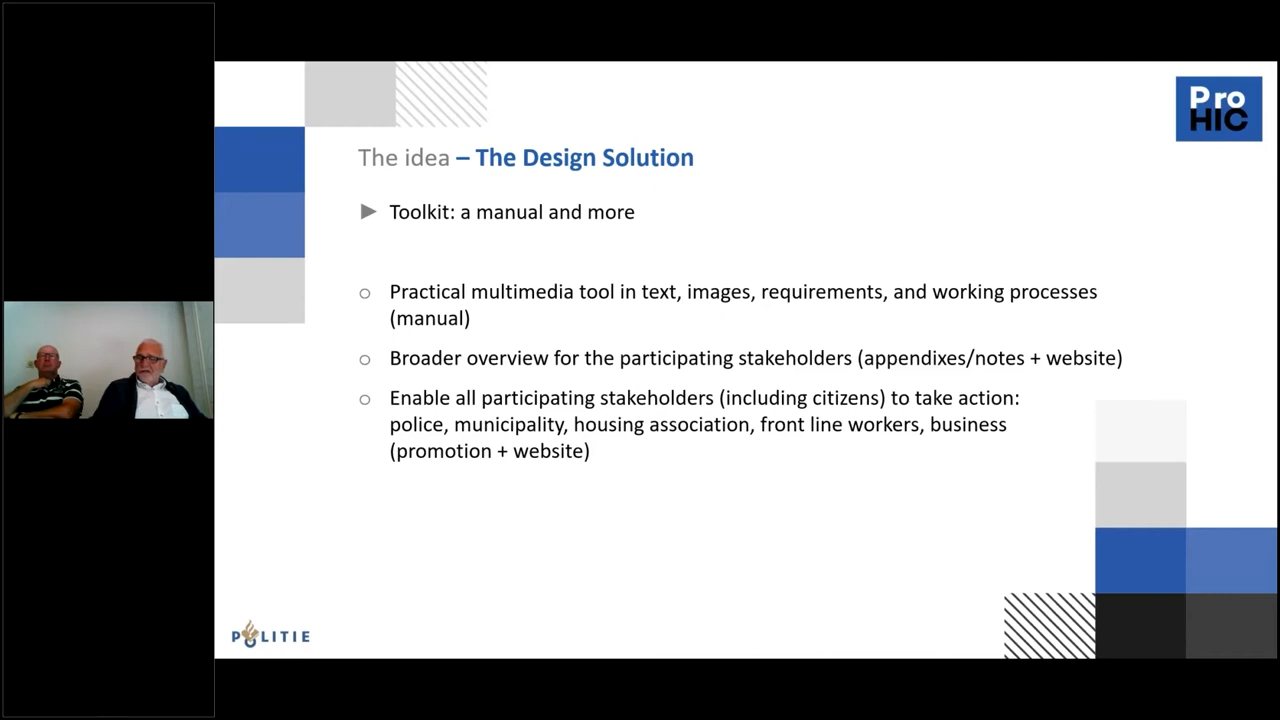 Pro
HIC
The idea – The Design Solution
Toolkit: a manual and more
Practical multimedia tool in text, images, requirements, and working processes
(manual)
Broader overview for the participating stakeholders (appendixes/notes + website)
Enable all participating stakeholders (including citizens) to take action:
police, municipality, housing association, front line workers, business
(promotion + website)
POLITIE